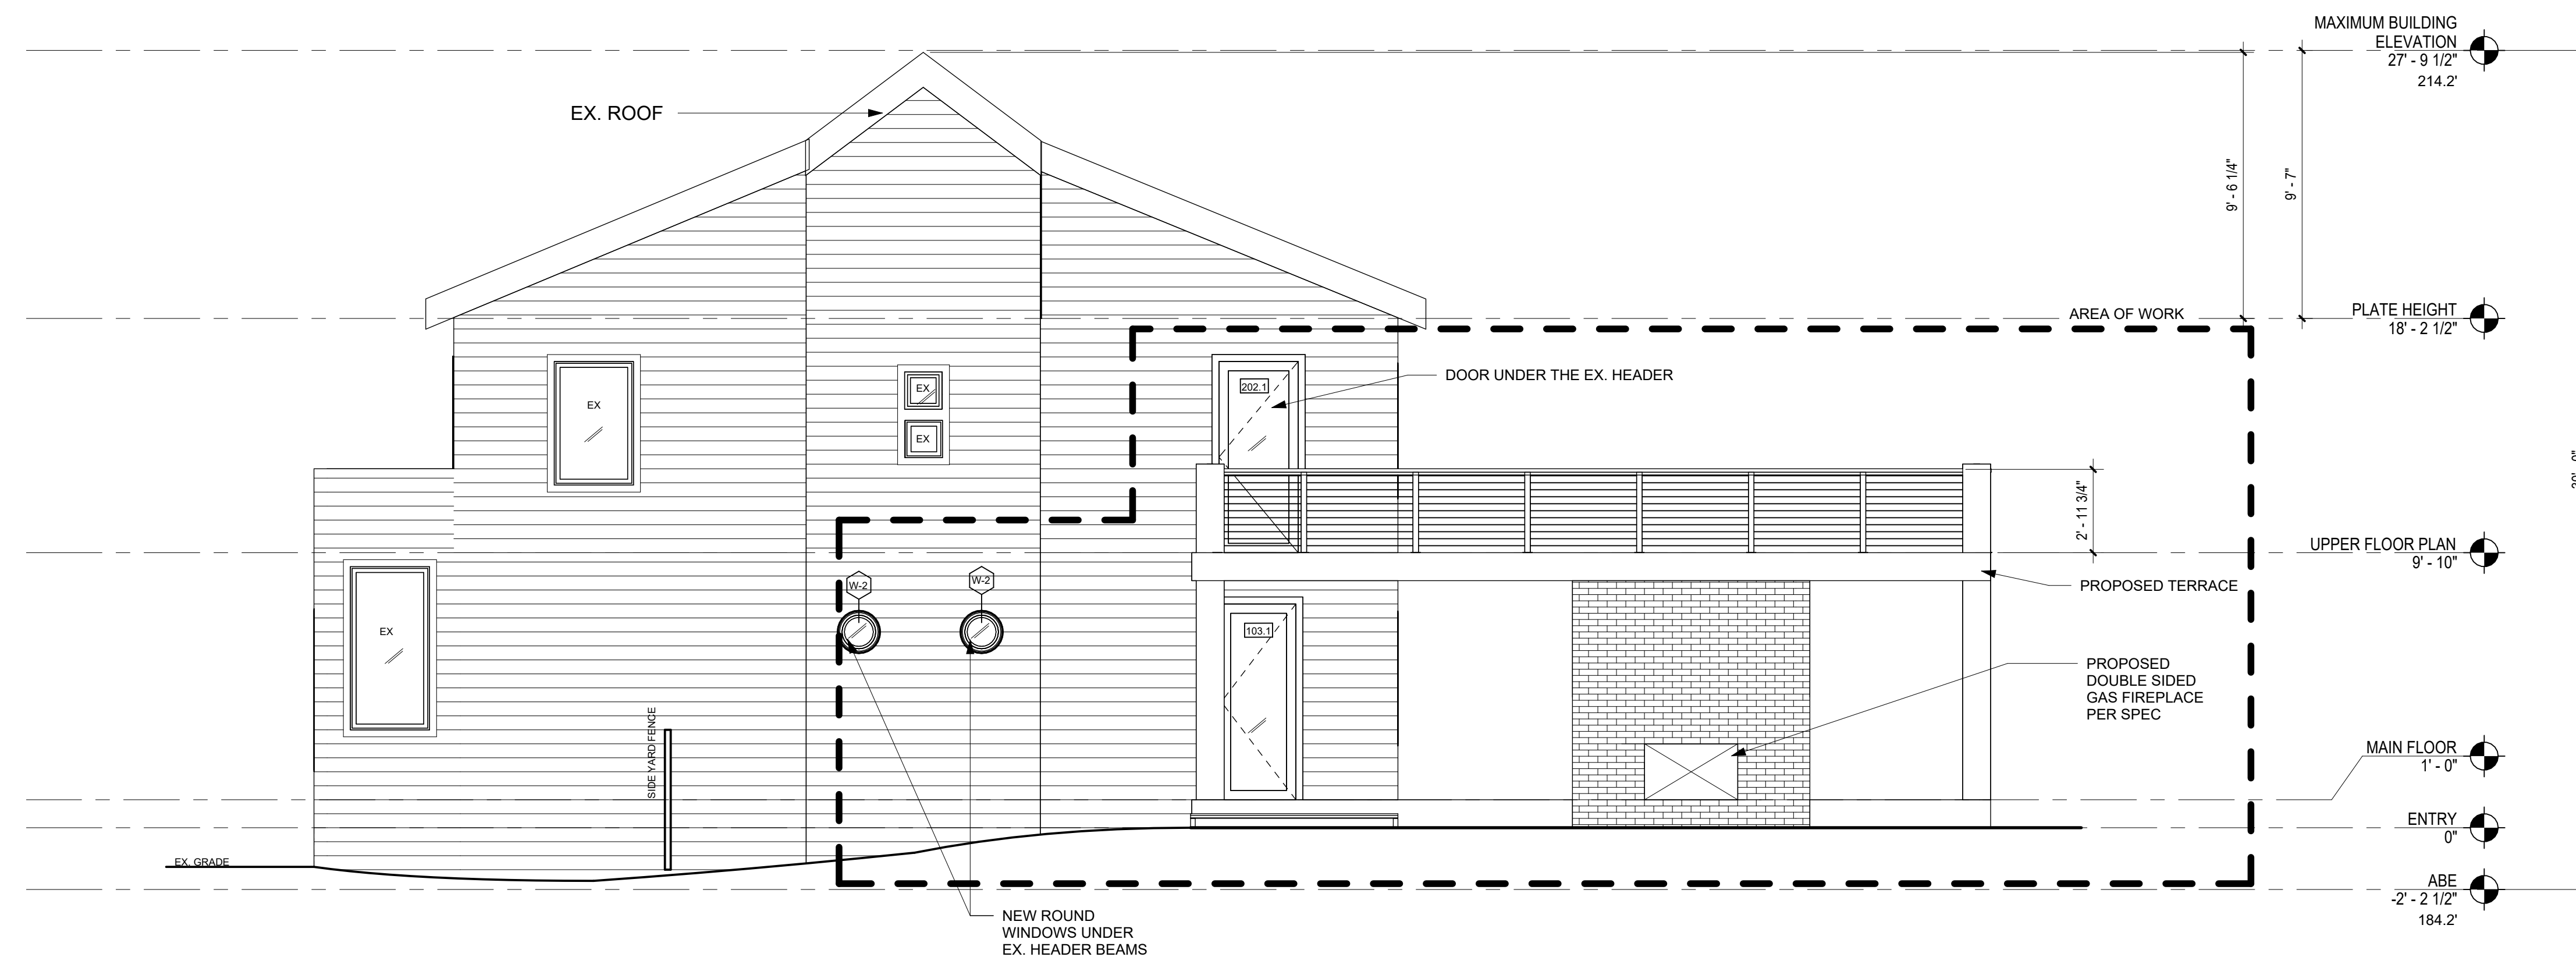 MAXIMUM BUILDING
ELEVATION
27' - 9 1/2"
214.2'
EX. ROOF
9' - 6 1/4"
9' - 7"
AREA OF WORK
PLATE HEIGHT
18' - 2 1/2"
DOOR UNDER THE EX. HEADER
202.1
EX
EX
EX
2' - 11 3/4"
30' - 0"
UPPER FLOOR PLAN
9' - 10"
PROPOSED TERRACE
W-2
W-2
EX
103.1
PROPOSED
DOUBLE SIDED
GAS FIREPLACE
PER SPEC
SIDE YARD FENCE
MAIN FLOOR
1' - 0"
ENTRY
0"
EX. GRADE
ABE
-2' - 2 1/2"
184.2'
NEW ROUND
WINDOWS UNDER
EX. HEADER BEAMS